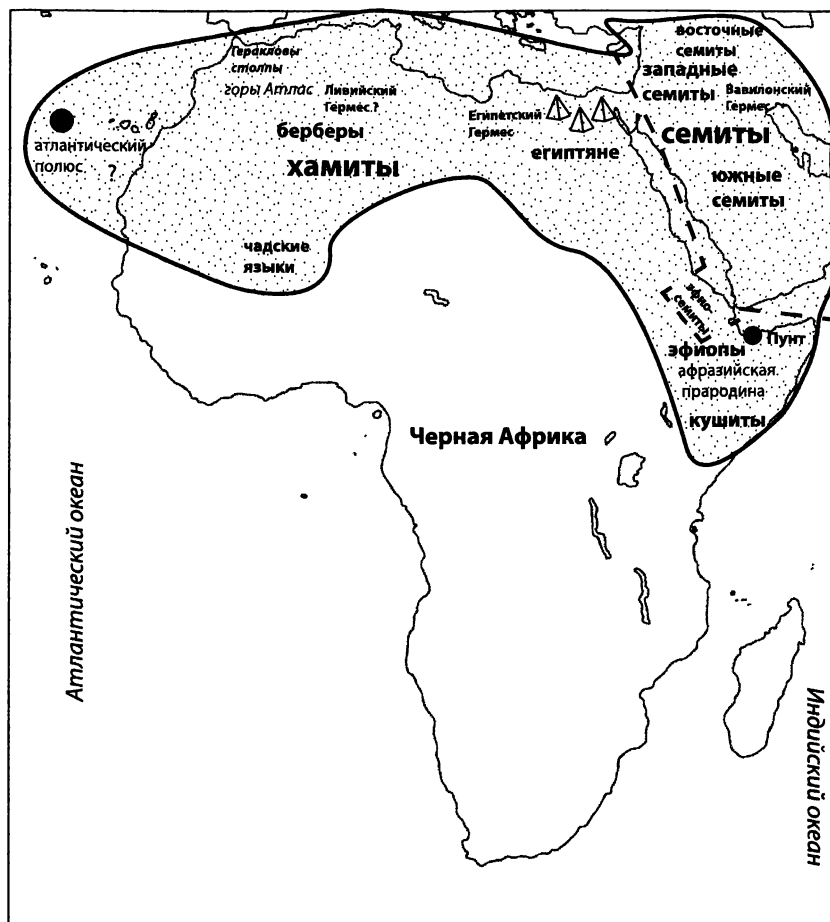 Геракловы
столпы
горы Атлас
Ливийский
Гермес ?
берберы
хамиты
атлантический
полюс
?
чадские
языки
Египетский
Гермес
египтяне
восточные
семиты
западные
семиты
Вавилонский
Гермес
семиты
южные
семиты
эфио-
семиты
Пунт
эфиопы
афразийская
прародина
кушиты
Черная Африка
Атлантический океан
Индийский океан